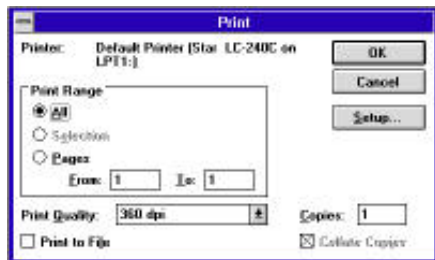 Print
Printer: Default Printer (Star LC-240C on LPT1:)
OK
Cancel
Setup...
Print Range
All
Selection
Pages
From: 1 To: 1
Print Quality: 360 dpi
Copies: 1
Print to File
Collate Copies